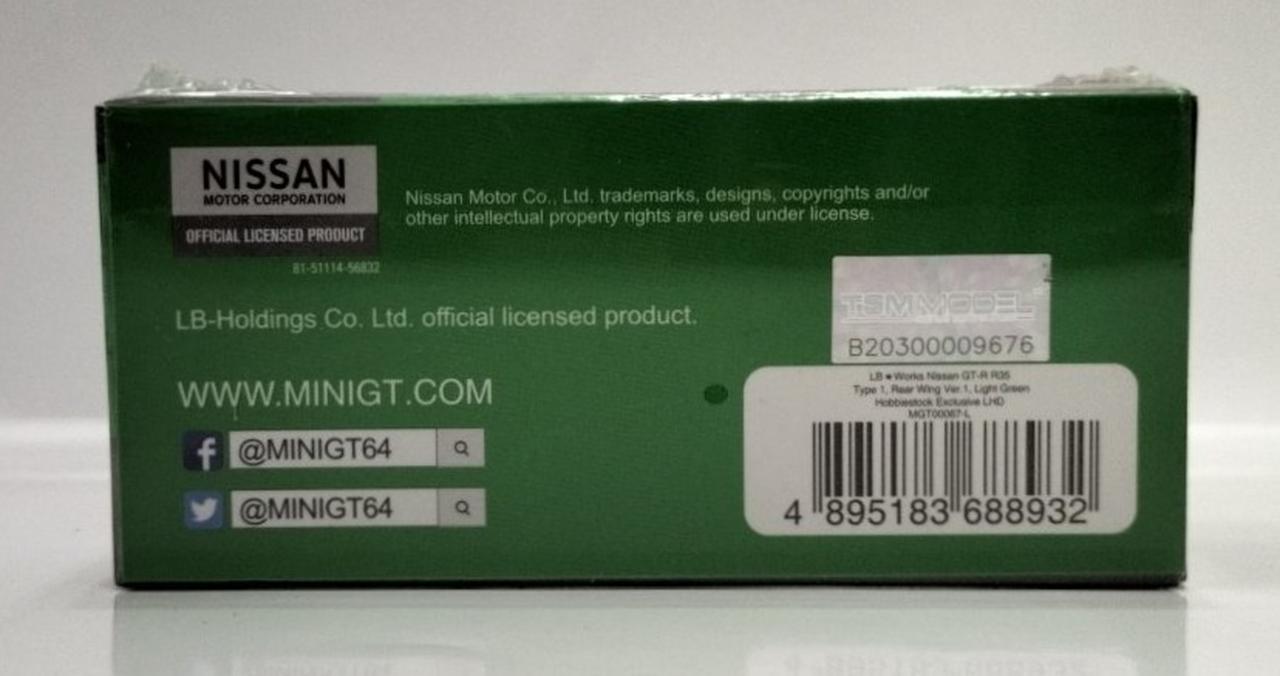 NISSAN
MOTOR CORPORATION
OFFICIAL LICENSED PRODUCT
81-51114-56832
Nissan Motor Co., Ltd. trademarks, designs, copyrights and/or
other intellectual property rights are used under license.
LB-Holdings Co. Ltd. official licensed product.
WWW.MINIGT.COM
@MINIGT64
@MINIGT64
TSM MODEL
B20300009676
LB★Works Nissan GT-R R35
Type 1, Rear Wing Ver.1, Light Green
Hobbiestock Exclusive LHD
MGT00067-L
4 895183 688932